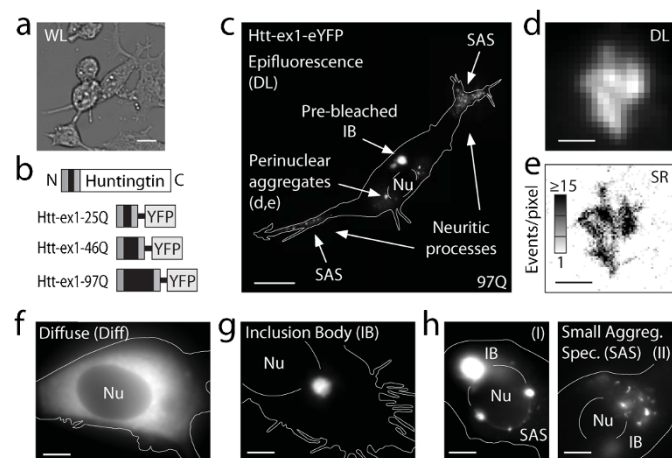 a
WL
b
N
Huntingtin
C
Htt-ex1-25Q
YFP
Htt-ex1-46Q
YFP
Htt-ex1-97Q
YFP
c
Htt-ex1-eYFP
Epifluorescence
(DL)
SAS
Pre-bleached
IB
Perinuclear
aggregates
(d,e)
Nu
Neuritic
processes
SAS
97Q
d
DL
e
SR
Events/pixel
≥15
1
f
Diffuse (Diff)
Nu
g
Inclusion Body (IB)
Nu
h
(I)
IB
Nu
SAS
Small Aggreg.
Spec. (SAS) (II)
Nu
IB